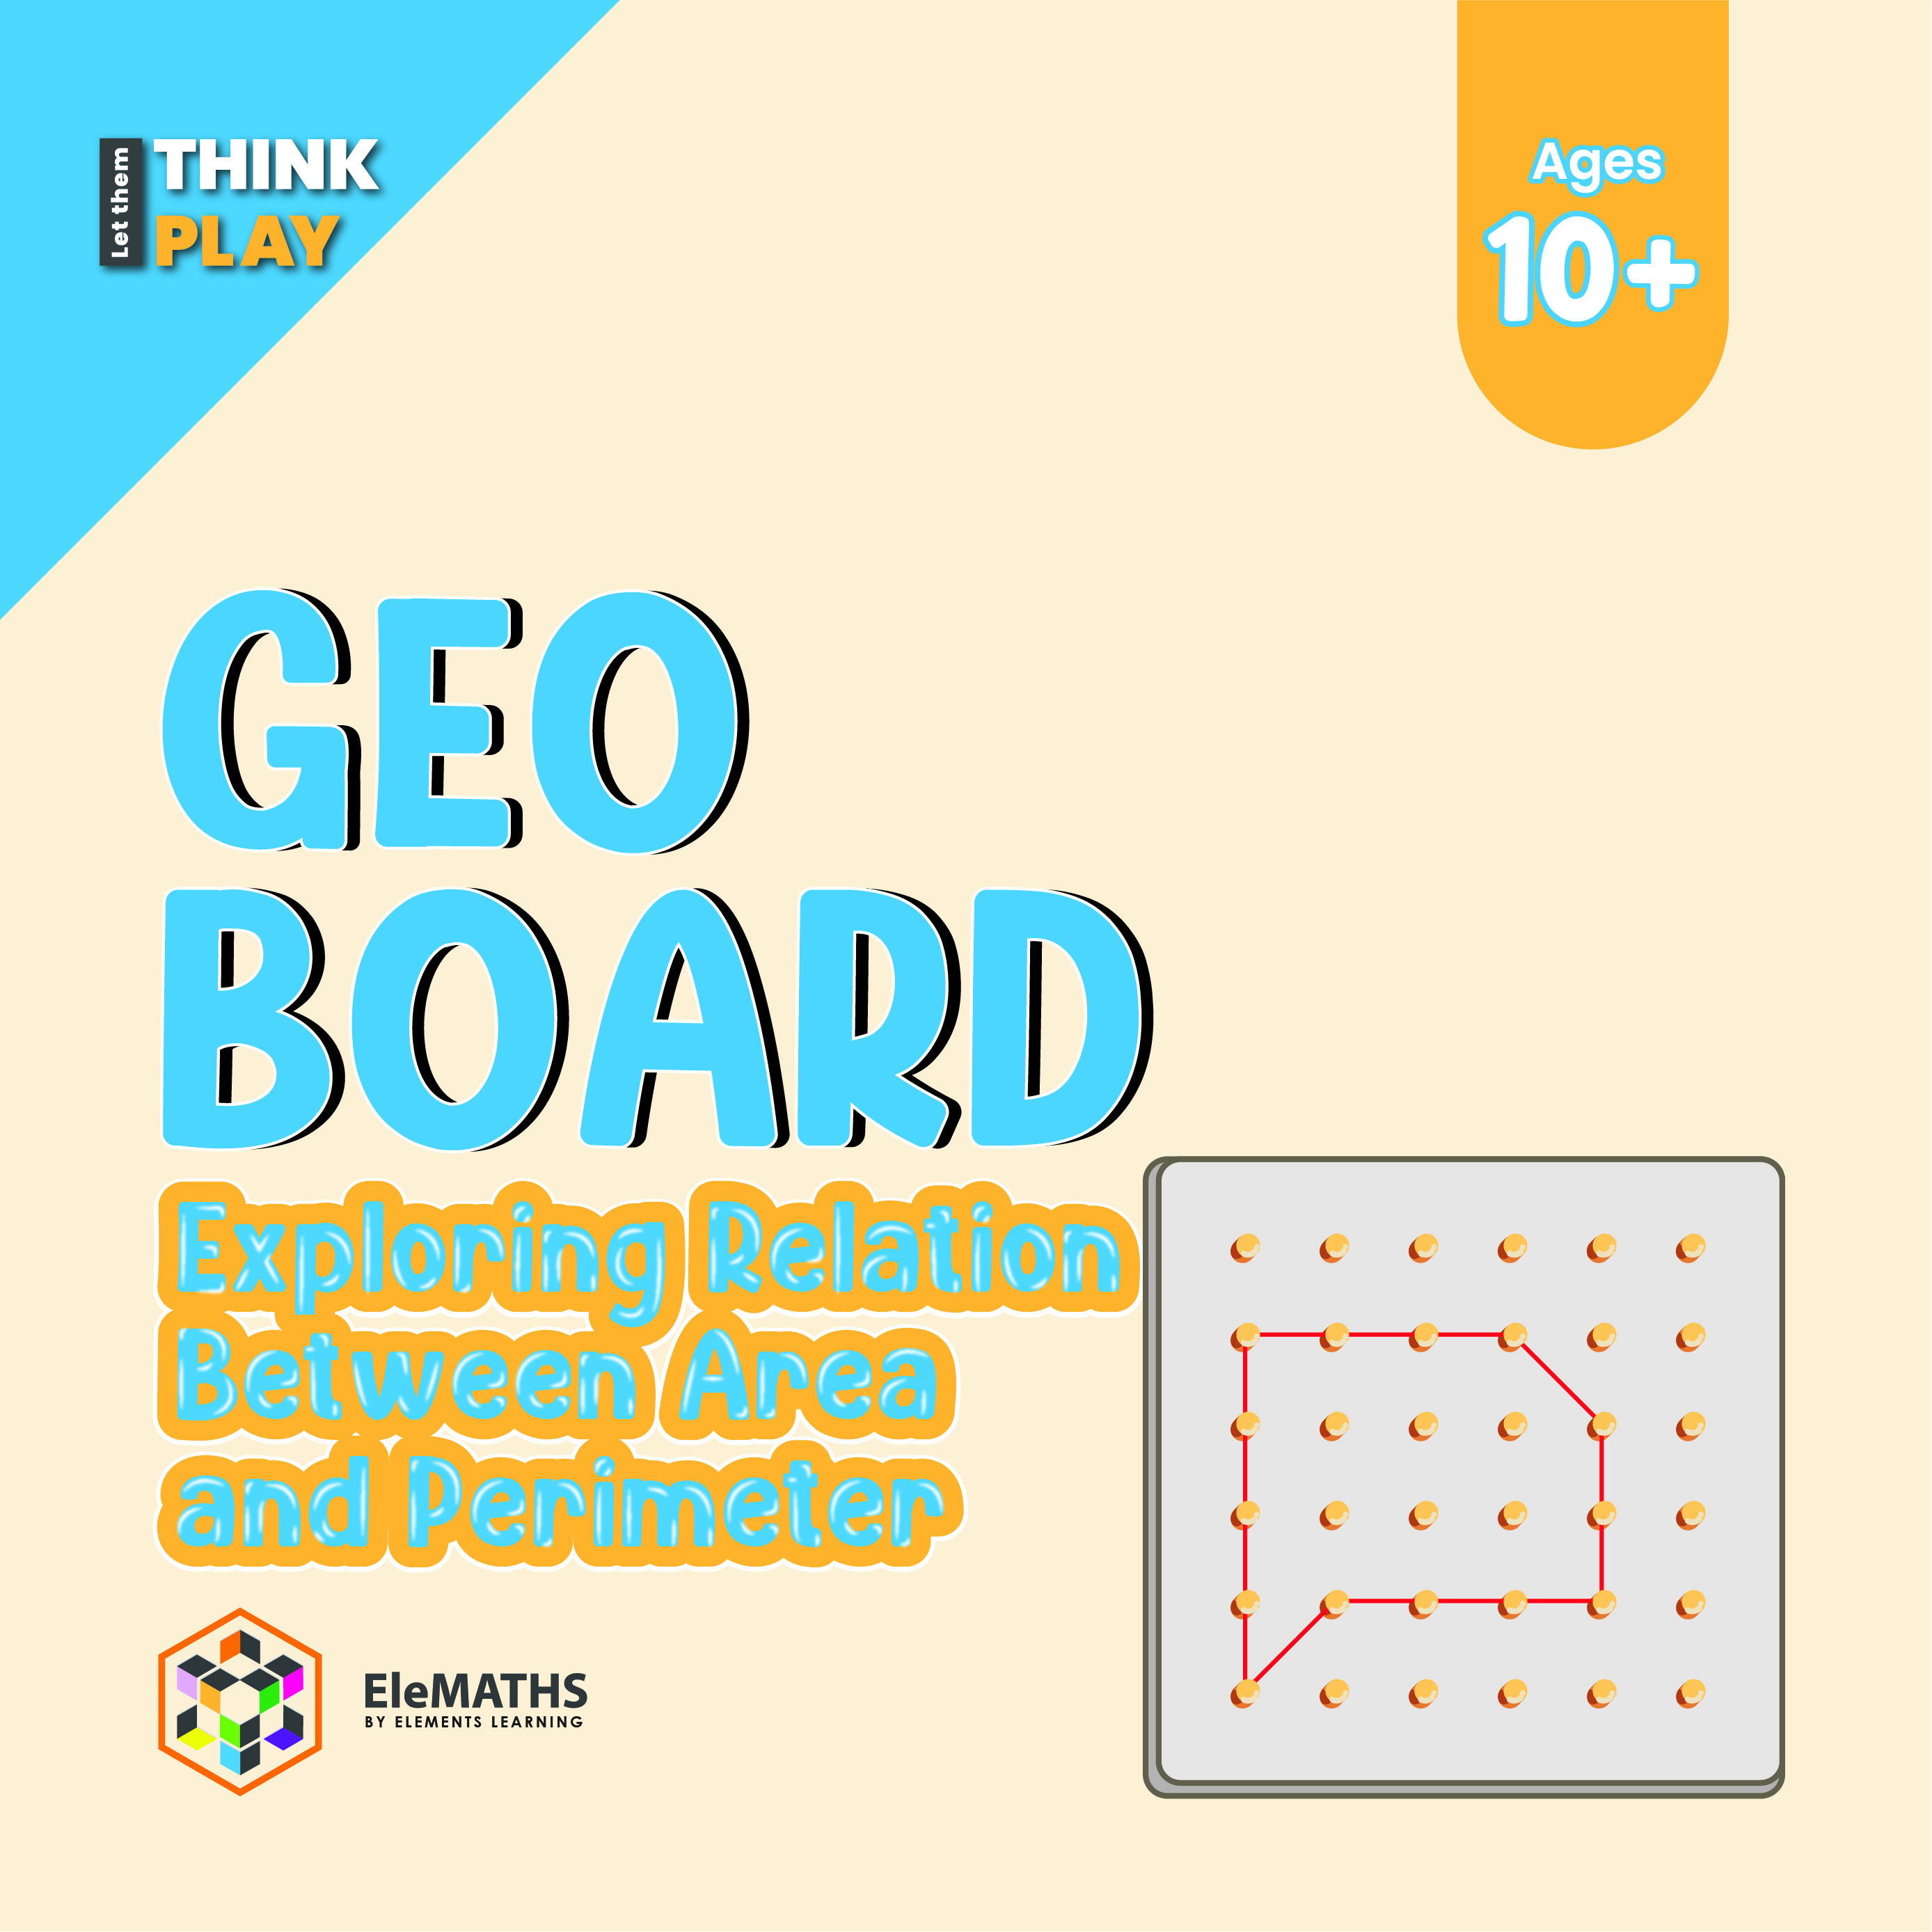 Let them
THINK
PLAY
Ages
10+
GEO
BOARD
Exploring Relation
Between Area
and Perimeter
EleMATHS
BY ELEMENTS LEARNING